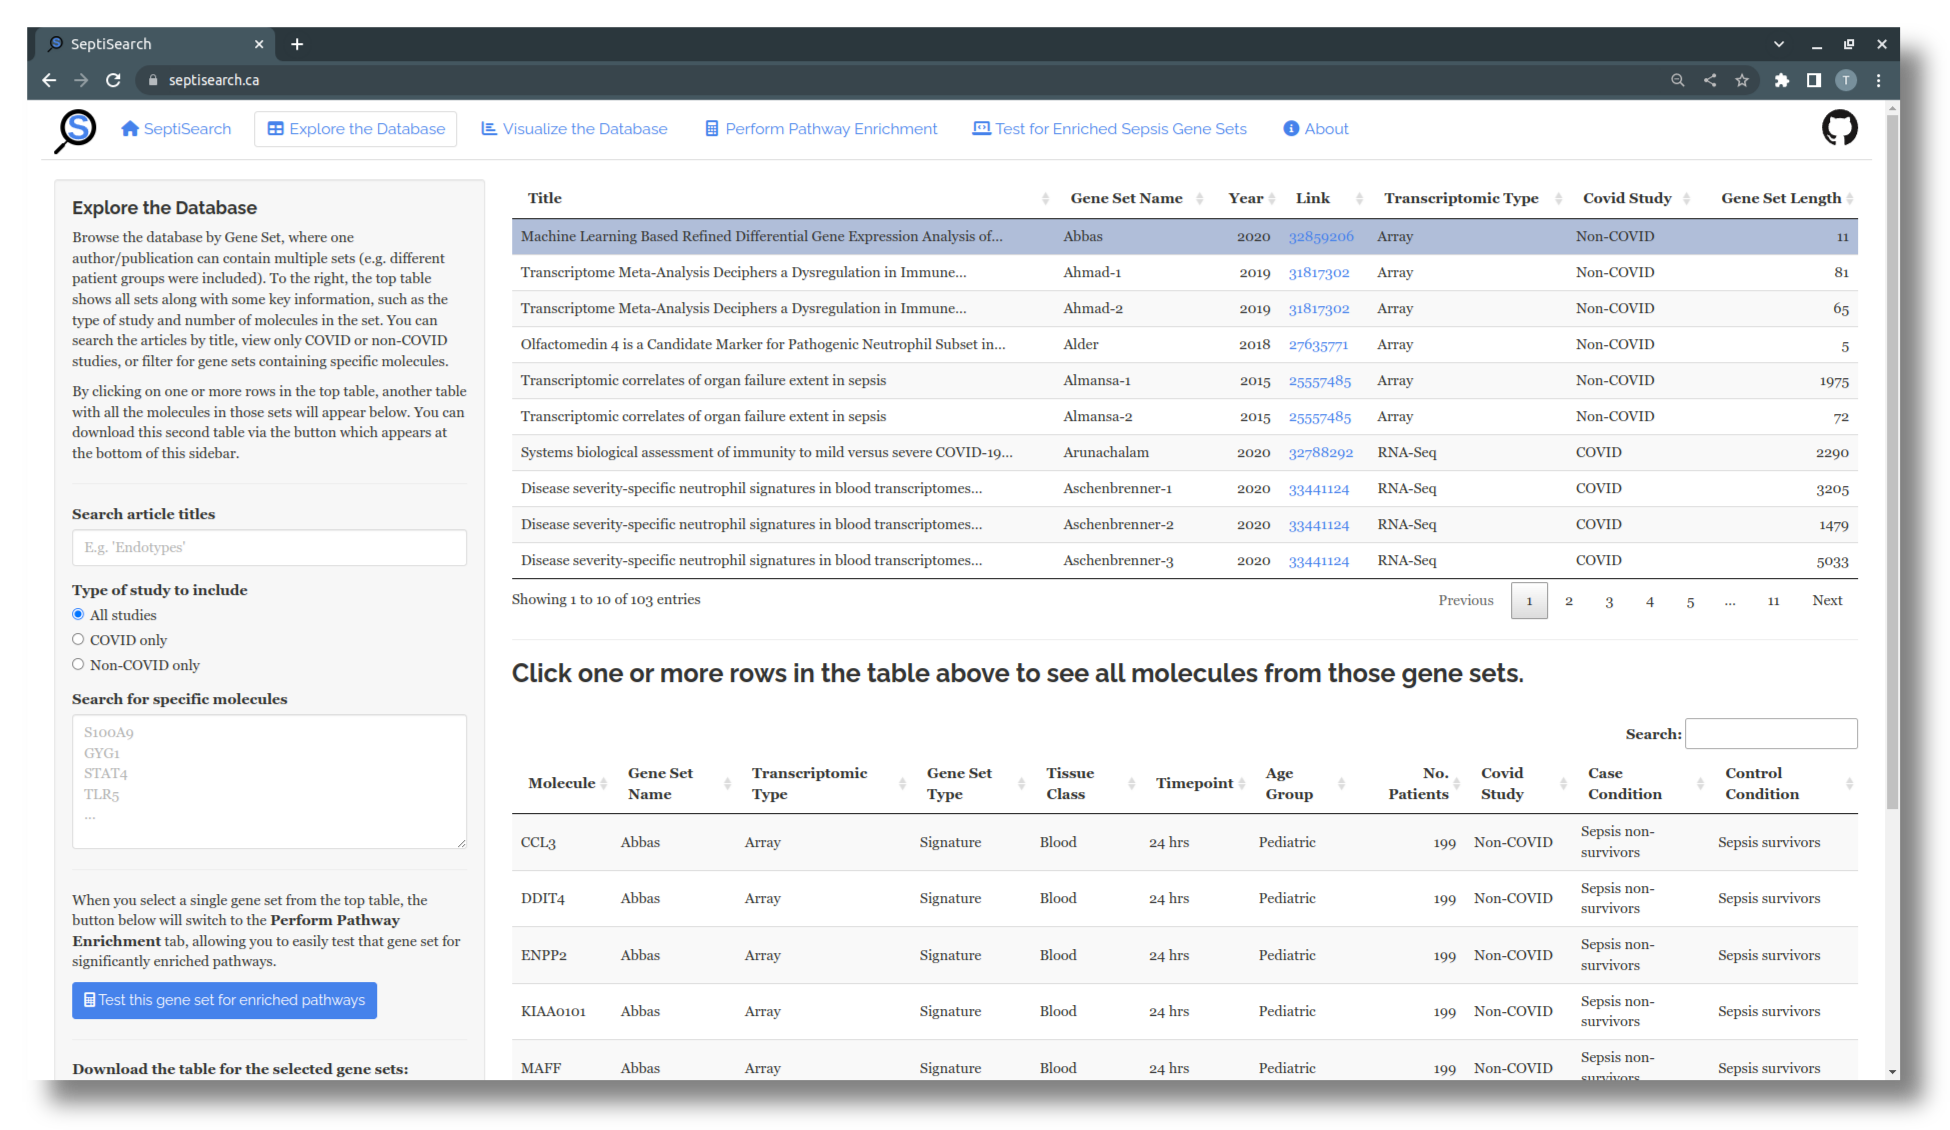 SeptiSearch
septisearch.ca
T
S
SeptiSearch
Explore the Database
Visualize the Database
Perform Pathway Enrichment
Test for Enriched Sepsis Gene Sets
About
Explore the Database
Browse the database by Gene Set, where one
author/publication can contain multiple sets (e.g. different
patient groups were included). To the right, the top table
shows all sets along with some key information, such as the
type of study and number of molecules in the set. You can
search the articles by title, view only COVID or non-COVID
studies, or filter for gene sets containing specific molecules.
By clicking on one or more rows in the top table, another table
with all the molecules in those sets will appear below. You can
download this second table via the button which appears at
the bottom of this sidebar.
Search article titles
E.g. 'Endotypes'
Type of study to include
All studies
COVID only
Non-COVID only
Search for specific molecules
S100A9
GYG1
STAT4
TLR5
...
When you select a single gene set from the top table, the
button below will switch to the Perform Pathway
Enrichment tab, allowing you to easily test that gene set for
significantly enriched pathways.
Test this gene set for enriched pathways
Download the table for the selected gene sets:
Title Gene Set Name Year Link Transcriptomic Type Covid Study Gene Set Length
Machine Learning Based Refined Differential Gene Expression Analysis of... Abbas 2020 32859206 Array Non-COVID 11
Transcriptome Meta-Analysis Deciphers a Dysregulation in Immune... Ahmad-1 2019 31817302 Array Non-COVID 81
Transcriptome Meta-Analysis Deciphers a Dysregulation in Immune... Ahmad-2 2019 31817302 Array Non-COVID 65
Olfactomedin 4 is a Candidate Marker for Pathogenic Neutrophil Subset in... Alder 2018 27635771 Array Non-COVID 5
Transcriptomic correlates of organ failure extent in sepsis Almansa-1 2015 25557485 Array Non-COVID 1975
Transcriptomic correlates of organ failure extent in sepsis Almansa-2 2015 25557485 Array Non-COVID 72
Systems biological assessment of immunity to mild versus severe COVID-19... Arunachalam 2020 32788292 RNA-Seq COVID 2290
Disease severity-specific neutrophil signatures in blood transcriptomes... Aschenbrenner-1 2020 33441124 RNA-Seq COVID 3205
Disease severity-specific neutrophil signatures in blood transcriptomes... Aschenbrenner-2 2020 33441124 RNA-Seq COVID 1479
Disease severity-specific neutrophil signatures in blood transcriptomes... Aschenbrenner-3 2020 33441124 RNA-Seq COVID 5033
Showing 1 to 10 of 103 entries
Previous 1 2 3 4 5 ... 11 Next
Click one or more rows in the table above to see all molecules from those gene sets.
Search:
Molecule Gene Set Name Transcriptomic Type Gene Set Type Tissue Class Timepoint Age Group No. Patients Covid Study Case Condition Control Condition
CCL3 Abbas Array Signature Blood 24 hrs Pediatric 199 Non-COVID Sepsis non-survivors Sepsis survivors
DDIT4 Abbas Array Signature Blood 24 hrs Pediatric 199 Non-COVID Sepsis non-survivors Sepsis survivors
ENPP2 Abbas Array Signature Blood 24 hrs Pediatric 199 Non-COVID Sepsis non-survivors Sepsis survivors
KIAA0101 Abbas Array Signature Blood 24 hrs Pediatric 199 Non-COVID Sepsis non-survivors Sepsis survivors
MAFF Abbas Array Signature Blood 24 hrs Pediatric 199 Non-COVID Sepsis non-survivors Sepsis survivors